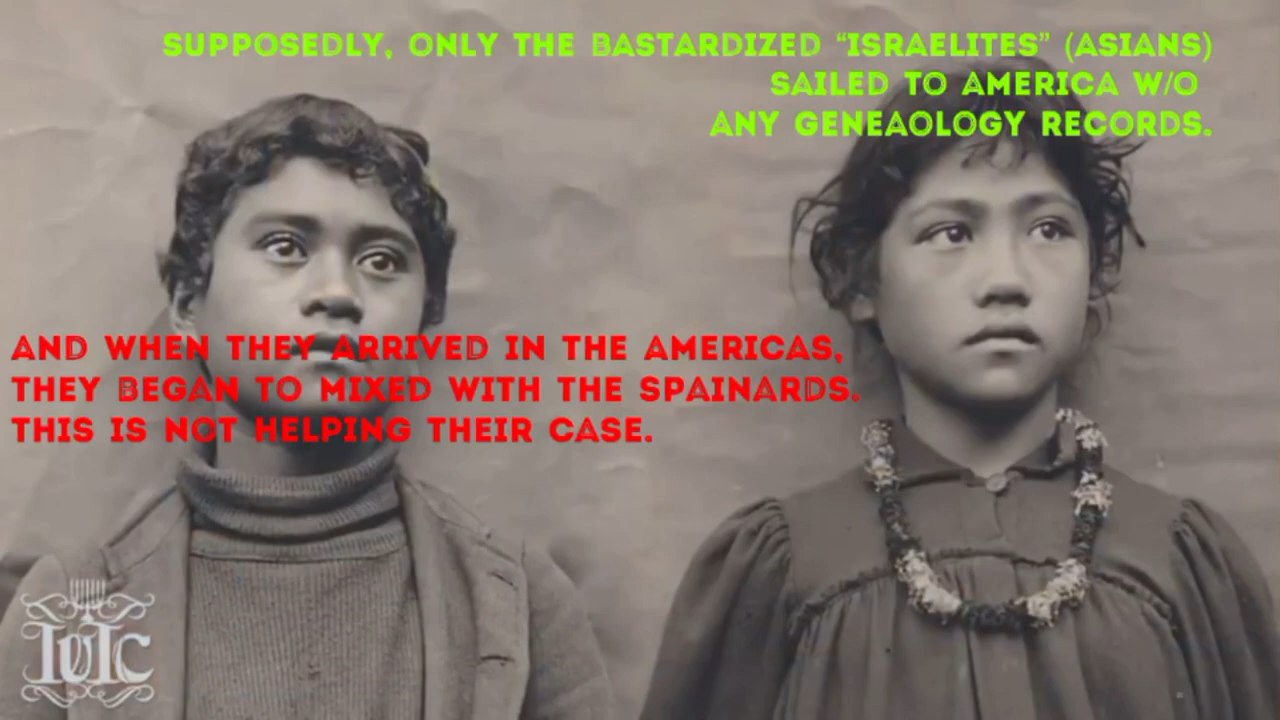 SUPPOSEDLY, ONLY THE BASTARDIZED “ISRAELITES” (ASIANS)
SAILED TO AMERICA W/O
ANY GENEAOLOGY RECORDS.
AND WHEN THEY ARRIVED IN THE AMERICAS,
THEY BEGAN TO MIXED WITH THE SPAINARDS.
THIS IS NOT HELPING THEIR CASE.
IUIC